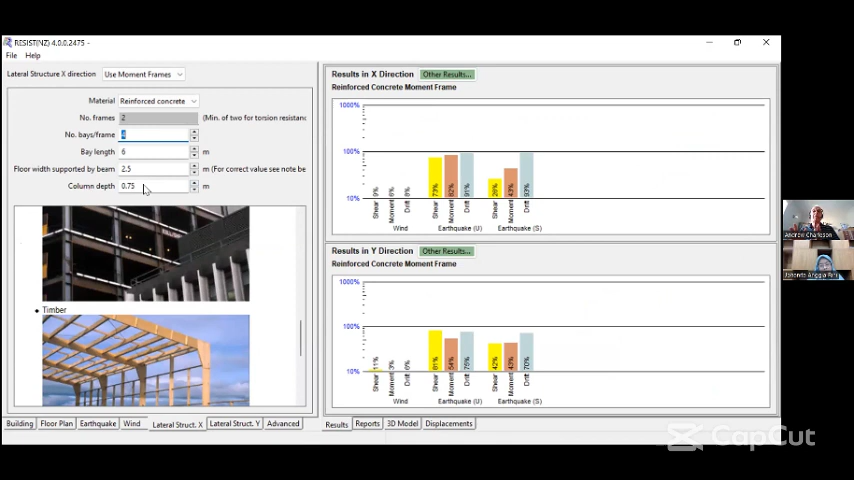 RESIST(NZ) 4.0.0.2475 -
File Help
Lateral Structure X direction Use Moment Frames
Material Reinforced concrete
No. frames 2 (Min. of two for torsion resistanc
No. bays/frame 4
Bay length 6 m
Floor width supported by beam 2.5 m (For correct value see note be
Column depth 0.75 m
Timber
Building Floor Plan Earthquake Wind Lateral Struct. X Lateral Struct. Y Advanced
Results in X Direction Other Results...
Reinforced Concrete Moment Frame
1000%
100%
10%
9% 6% 8% 73% 82% 91% 26% 43% 93%
Shear Moment Drift Shear Moment Drift Shear Moment Drift
Wind Earthquake (U) Earthquake (S)
Results in Y Direction Other Results...
Reinforced Concrete Moment Frame
1000%
100%
10%
11% 3% 6% 81% 54% 75% 42% 43% 70%
Shear Moment Drift Shear Moment Drift Shear Moment Drift
Wind Earthquake (U) Earthquake (S)
Results Reports 3D Model Displacements
Andrew Charleson
CapCut